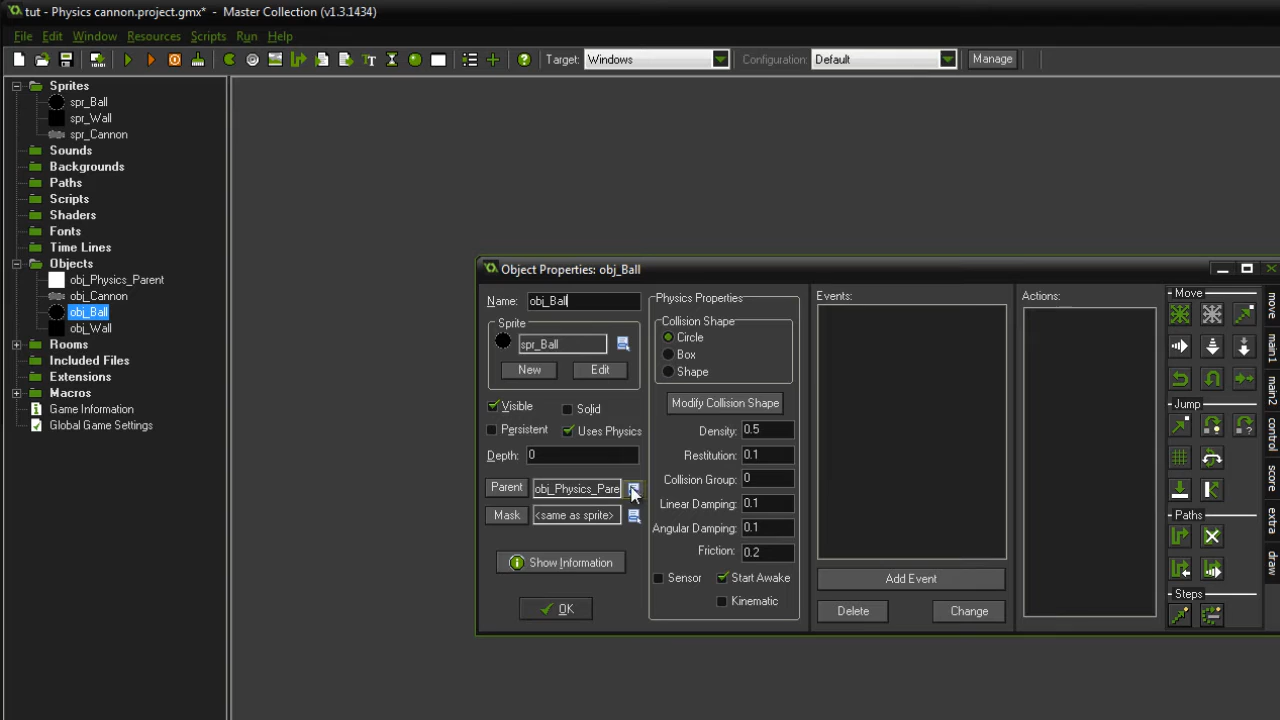 tut - Physics cannon.project.gmx* - Master Collection (v1.3.1434)
File Edit Window Resources Scripts Run Help
Target: Windows Configuration: Default Manage
Sprites
spr_Ball
spr_Wall
spr_Cannon
Sounds
Backgrounds
Paths
Scripts
Shaders
Fonts
Time Lines
Objects
obj_Physics_Parent
obj_Cannon
obj_Ball
obj_Wall
Rooms
Included Files
Extensions
Macros
Game Information
Global Game Settings
Object Properties: obj_Ball
Name: obj_Ball
Sprite
spr_Ball
New Edit
Visible Solid
Persistent Uses Physics
Depth: 0
Parent obj_Physics_Pare
Mask <same as sprite>
Show Information
OK
Physics Properties
Collision Shape
Circle
Box
Shape
Modify Collision Shape
Density: 0.5
Restitution: 0.1
Collision Group: 0
Linear Damping: 0.1
Angular Damping: 0.1
Friction: 0.2
Sensor Start Awake
Kinematic
Events:
Add Event
Delete Change
Actions:
Move
Jump
Paths
Steps
move
main1
main2
control
score
extra
draw